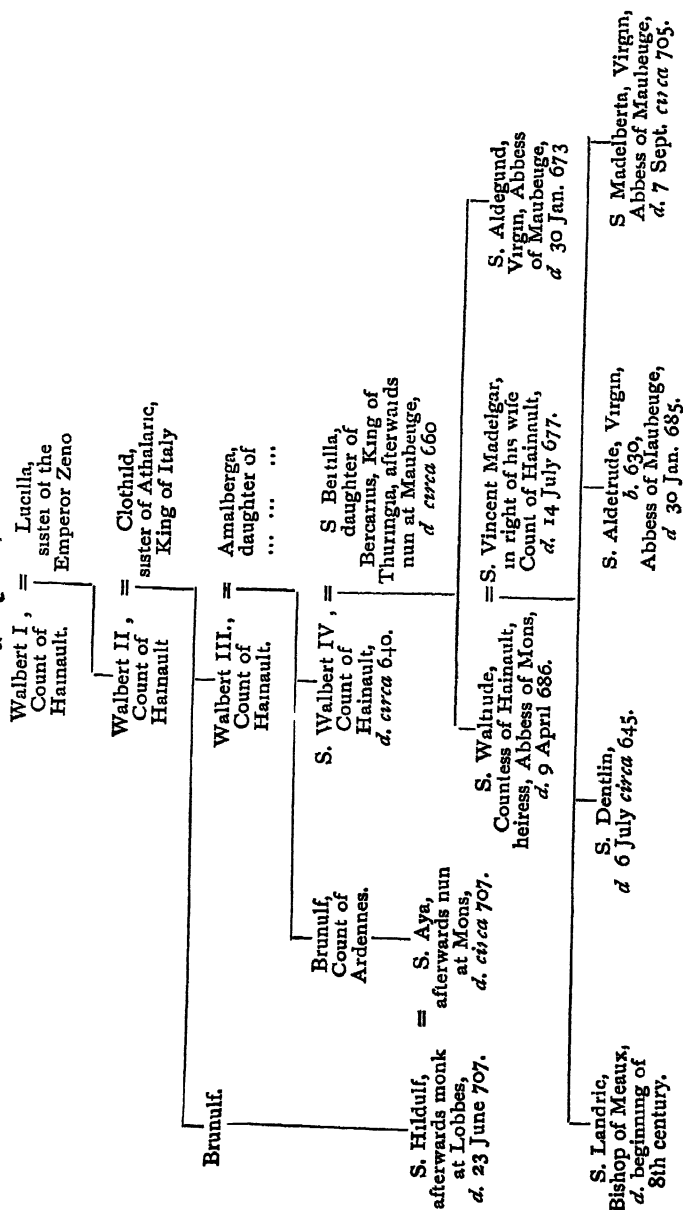 Walbert I , = Lucilla,
Count of sister of the
Hainault. Emperor Zeno
Walbert II , = Clothild,
Count of sister of Athalaric,
Hainault King of Italy
Brunulf.
Walbert III., = Amalberga,
Count of daughter of
Hainault. ... ... ...
Brunulf,
Count of
Ardennes.
S. Walbert IV , = S Bertilla,
Count of daughter of
Hainault, Bercarius, King of
d. circa 640. Thuringia, afterwards
nun at Maubeuge,
d circa 660
S. Hildulf, = S. Aya,
afterwards monk afterwards nun
at Lobbes, at Mons,
d. 23 June 707. d. circa 707.
S. Waltrude, = S. Vincent Madelgar,
Countess of Hainault, in right of his wife
heiress, Abbess of Mons, Count of Hainault,
d. 9 April 686. d. 14 July 677.
S. Aldegund,
Virgin, Abbess
of Maubeuge,
d 30 Jan. 673
S. Landric,
Bishop of Meaux,
d. beginning of
8th century.
S. Dentlin,
d 6 July circa 645.
S. Aldetrude, Virgin,
b. 630,
Abbess of Maubeuge,
d 30 Jan. 685.
S Madelberta, Virgin,
Abbess of Maubeuge,
d. 7 Sept. circa 705.